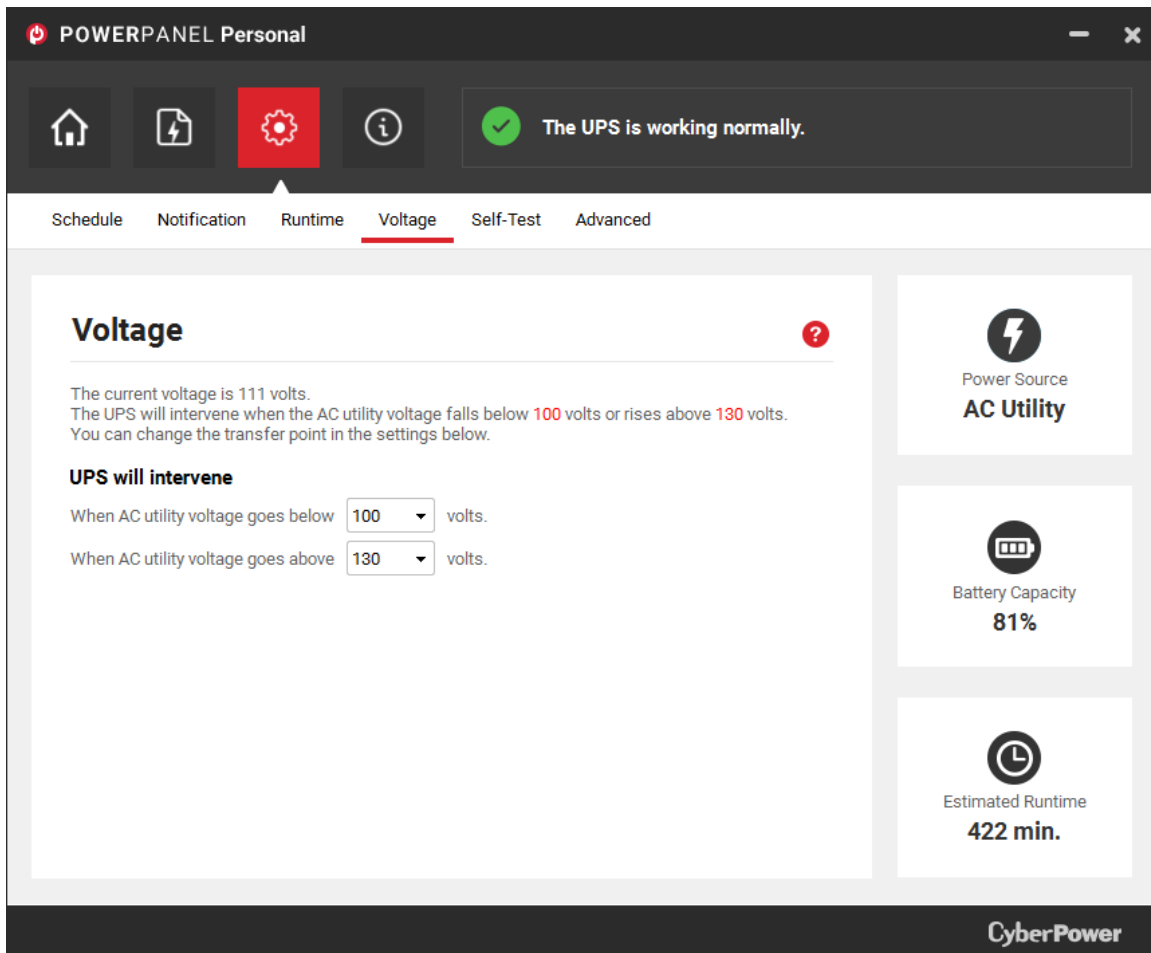 POWERPANEL Personal
The UPS is working normally.
Schedule Notification Runtime Voltage Self-Test Advanced
Voltage
?
The current voltage is 111 volts.
The UPS will intervene when the AC utility voltage falls below 100 volts or rises above 130 volts.
You can change the transfer point in the settings below.
UPS will intervene
When AC utility voltage goes below 100 volts.
When AC utility voltage goes above 130 volts.
Power Source
AC Utility
Battery Capacity
81%
Estimated Runtime
422 min.
CyberPower